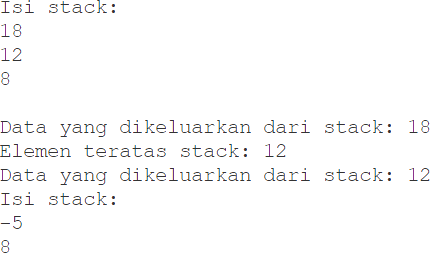 Isi stack:
18
12
8
Data yang dikeluarkan dari stack: 18
Elemen teratas stack: 12
Data yang dikeluarkan dari stack: 12
Isi stack:
-5
8